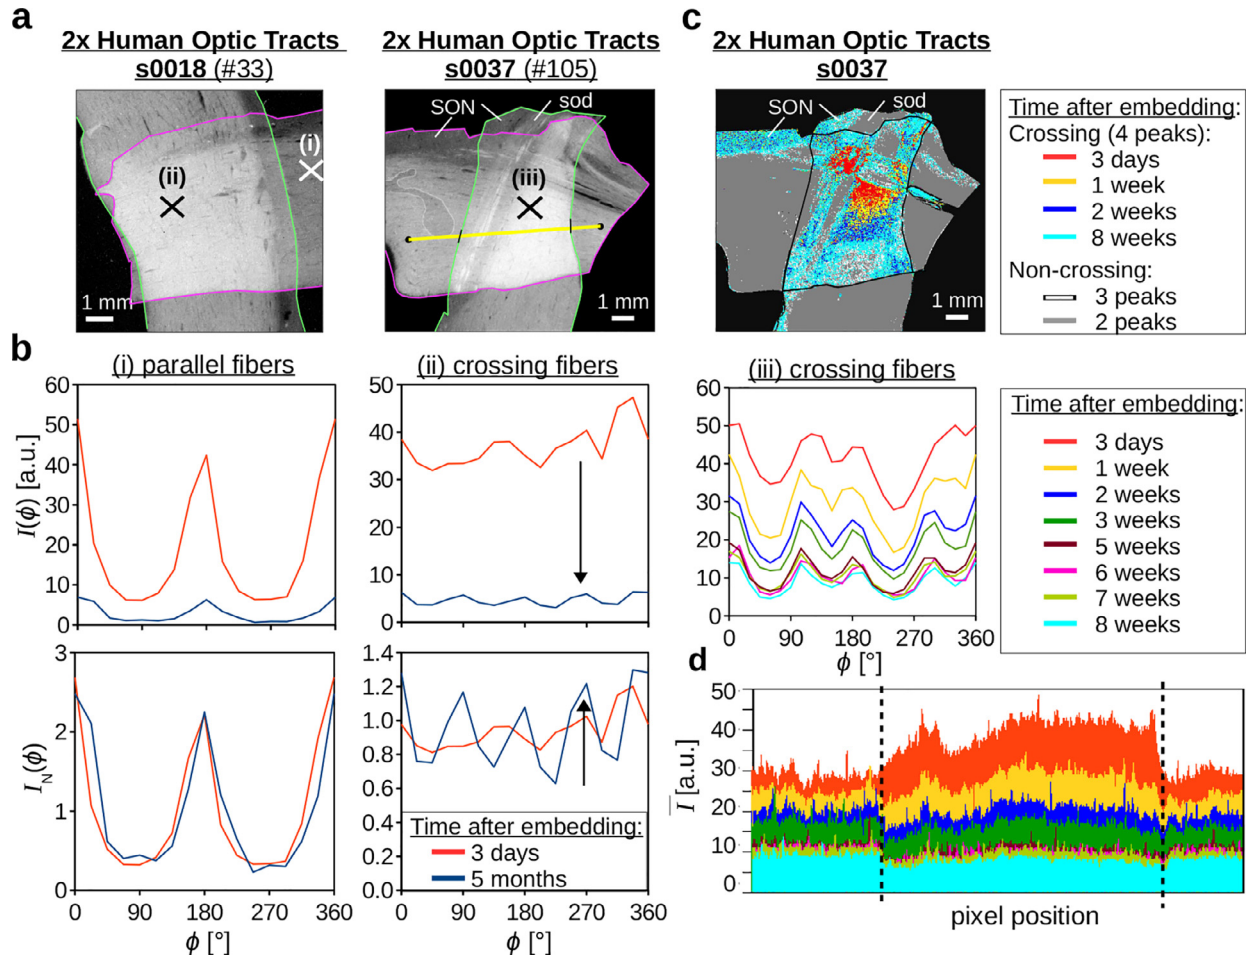 a
2x Human Optic Tracts
s0018 (#33)
(i)
(ii)
1 mm
2x Human Optic Tracts
s0037 (#105)
SON
sod
(iii)
1 mm
c
2x Human Optic Tracts
s0037
SON
sod
1 mm
Time after embedding:
Crossing (4 peaks):
3 days
1 week
2 weeks
8 weeks
Non-crossing:
3 peaks
2 peaks
b
(i) parallel fibers
I(ϕ) [a.u.]
60
50
40
30
20
10
0
I_N(ϕ)
3
2
1
0
0 90 180 270 360
ϕ [°]
(ii) crossing fibers
50
40
30
20
10
0
1.4
1.2
1.0
0.8
0.6
0.4
0.2
0.0
Time after embedding:
3 days
5 months
0 90 180 270 360
ϕ [°]
(iii) crossing fibers
60
50
40
30
20
10
0
0 90 180 270 360
ϕ [°]
Time after embedding:
3 days
1 week
2 weeks
3 weeks
5 weeks
6 weeks
7 weeks
8 weeks
d
I [a.u.]
50
40
30
20
10
0
pixel position